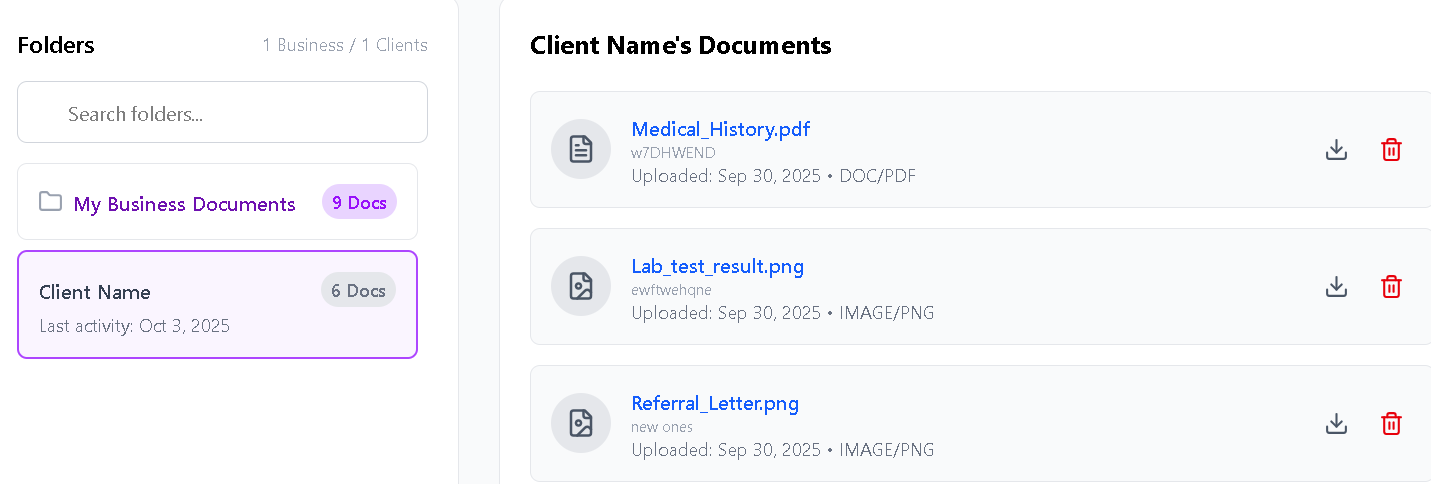 Folders
1 Business / 1 Clients
Search folders...
My Business Documents
9 Docs
Client Name
6 Docs
Last activity: Oct 3, 2025
Client Name's Documents
Medical_History.pdf
w7DHWEND
Uploaded: Sep 30, 2025 • DOC/PDF
Lab_test_result.png
ewftwehqne
Uploaded: Sep 30, 2025 • IMAGE/PNG
Referral_Letter.png
new ones
Uploaded: Sep 30, 2025 • IMAGE/PNG